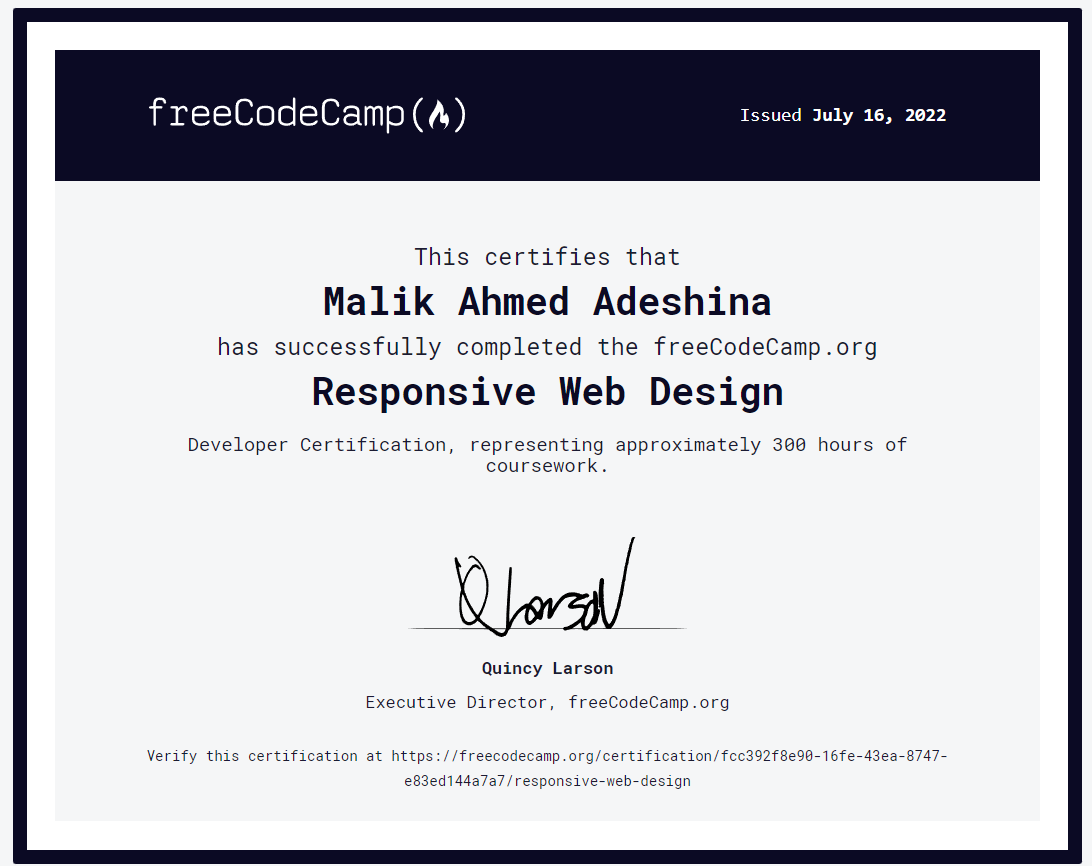 freeCodeCamp(🔥)
Issued July 16, 2022
This certifies that
Malik Ahmed Adeshina
has successfully completed the freeCodeCamp.org
Responsive Web Design
Developer Certification, representing approximately 300 hours of
coursework.
QLarson
Quincy Larson
Executive Director, freeCodeCamp.org
Verify this certification at https://freecodecamp.org/certification/fcc392f8e90-16fe-43ea-8747-
e83ed144a7a7/responsive-web-design